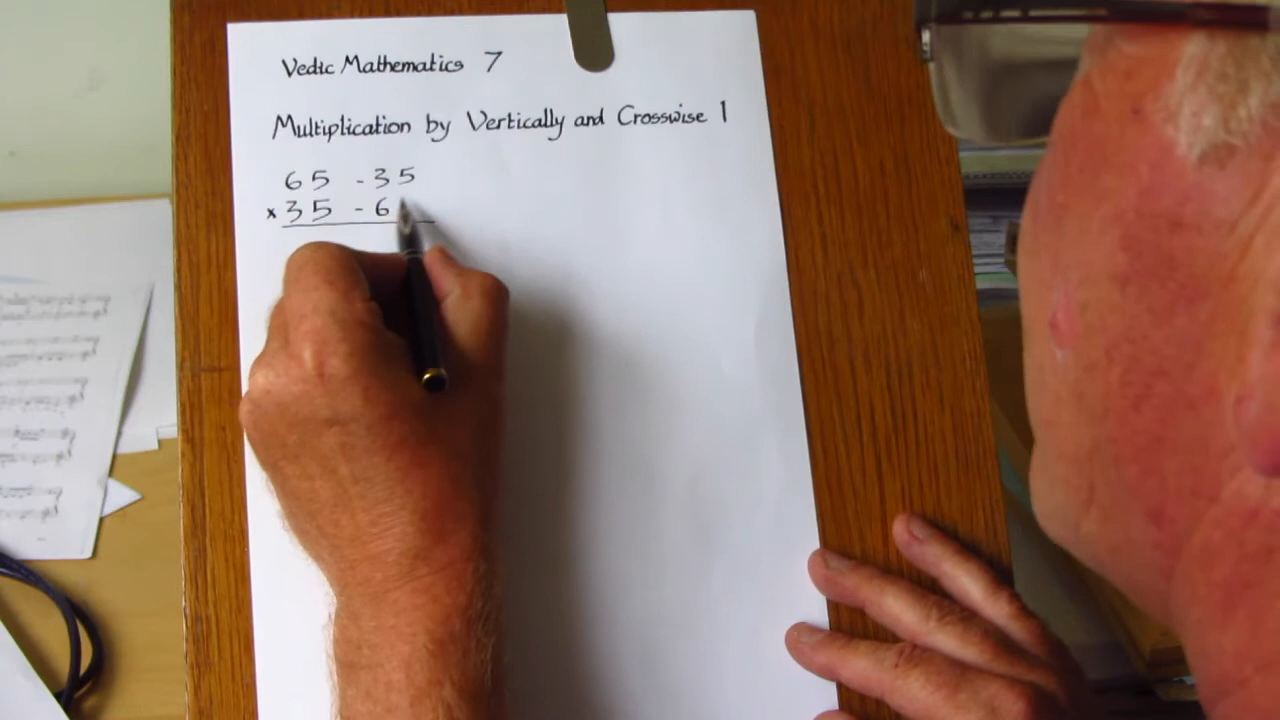 Vedic Mathematics 7
Multiplication by Vertically and Crosswise 1
65 - 35
x 35 - 6